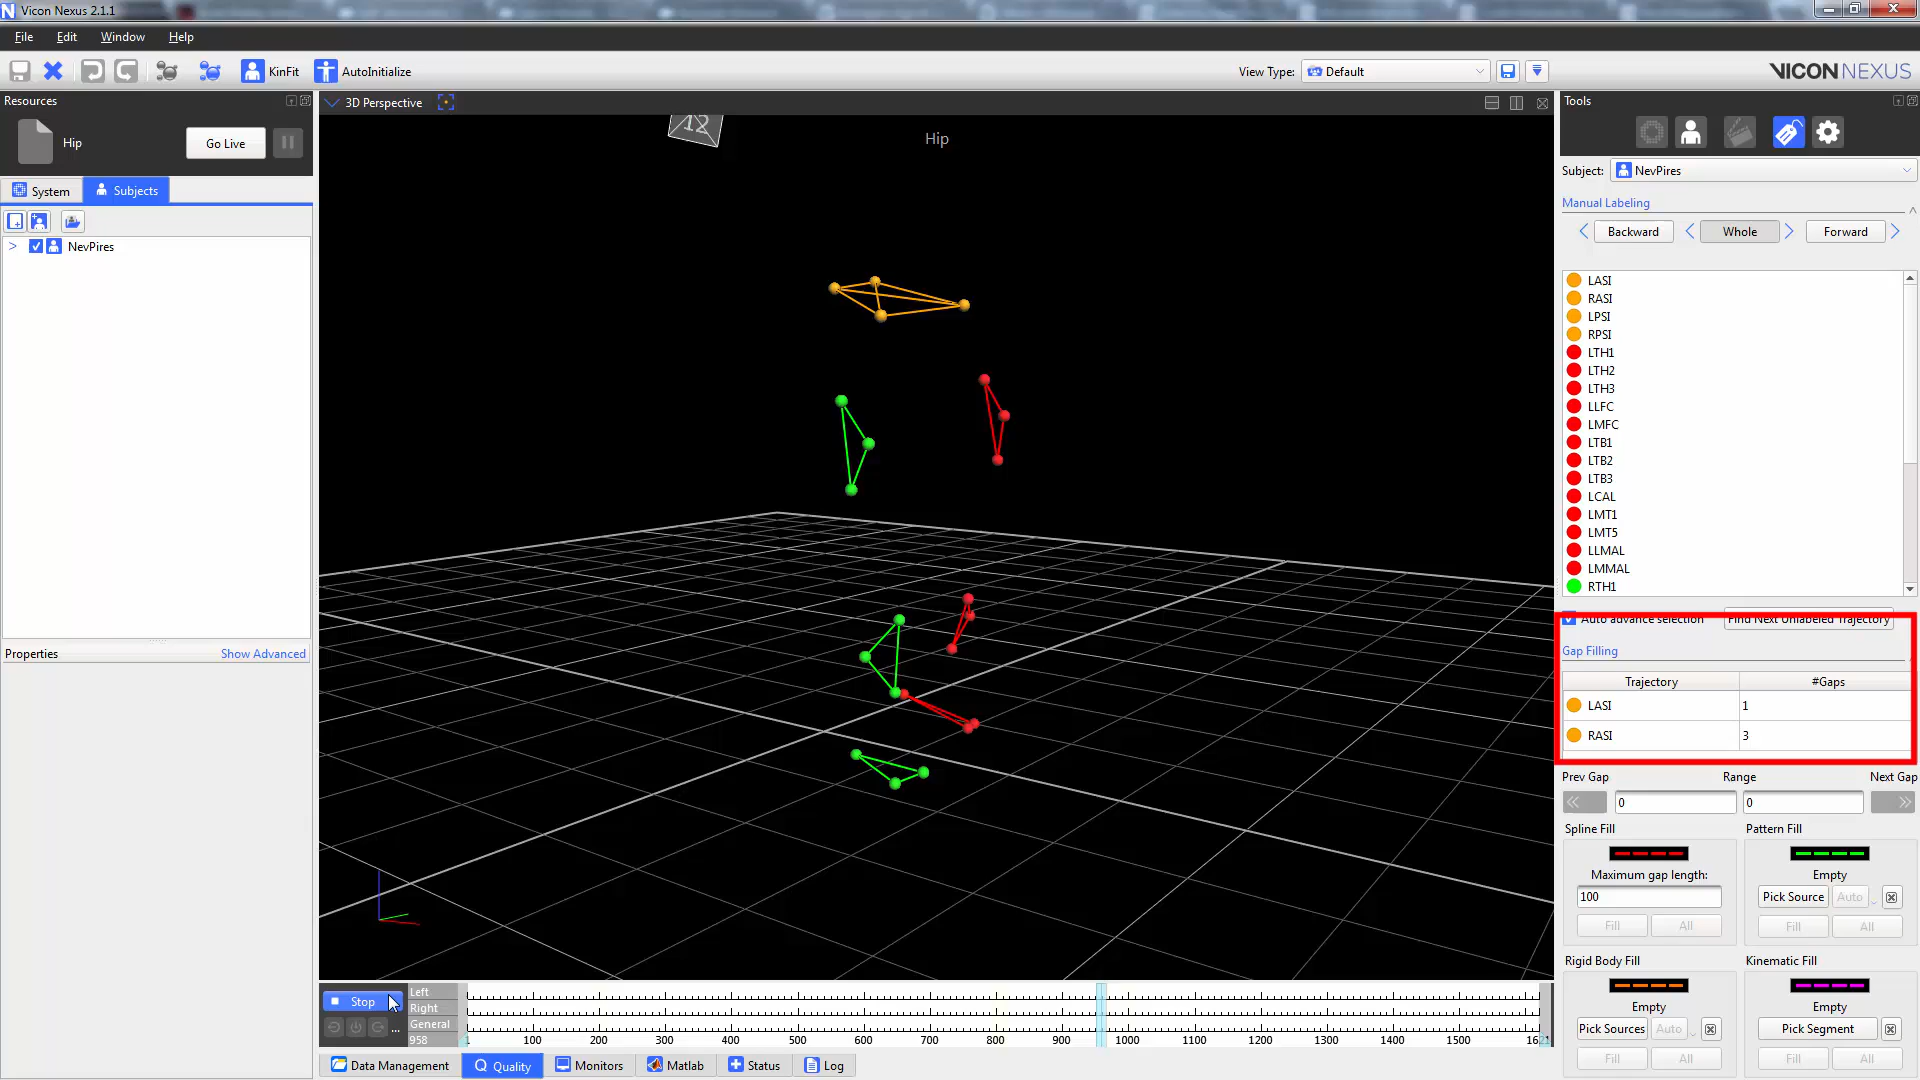 Vicon Nexus 2.1.1
File Edit Window Help
KinFit AutoInitialize
View Type: Default
VICON NEXUS
Resources
Hip
Go Live
System Subjects
NevPires
Properties Show Advanced
3D Perspective
12
Hip
Tools
Subject: NevPires
Manual Labeling
Backward Whole Forward
LASI
RASI
LPSI
RPSI
LTH1
LTH2
LTH3
LLFC
LMFC
LTB1
LTB2
LTB3
LCAL
LMT1
LMT5
LLMAL
LMMAL
RTH1
Auto advance selection Find Next Unlabeled Trajectory
Gap Filling
Trajectory #Gaps
LASI 1
RASI 3
Prev Gap Range Next Gap
0 0
Spline Fill Pattern Fill
Maximum gap length: Empty
100 Pick Source Auto
Fill All Fill All
Rigid Body Fill Kinematic Fill
Empty Empty
Pick Sources Auto Pick Segment
Fill All Fill All
Stop
Left
Right
General
958
1 100 200 300 400 500 600 700 800 900 1000 1100 1200 1300 1400 1500 1621
Data Management Quality Monitors Matlab Status Log